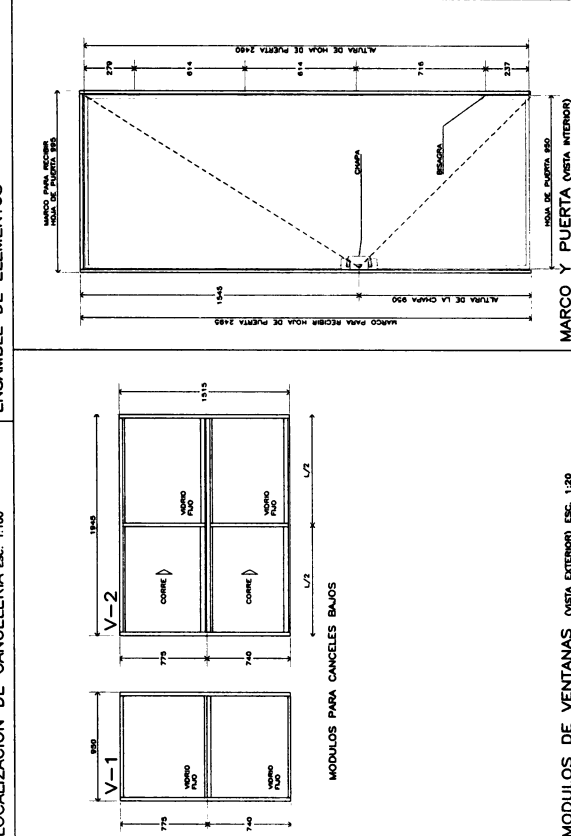 LOCALIZACION DE CANCELERIA ESC. 1:100
ENSAMBLE DE ELEMENTOS
V-1
950
775
740
VIDRIO
FIJO
VIDRIO
FIJO
V-2
1945
1515
775
740
CORRE
VIDRIO
FIJO
CORRE
VIDRIO
FIJO
L/2
L/2
MODULOS PARA CANCELES BAJOS
MODULOS DE VENTANAS (VISTA EXTERIOR) ESC. 1:20
MARCO PARA RECIBIR
HOJA DE PUERTA 995
279
614
614
716
237
ALTURA DE HOJA DE PUERTA 2460
CHAPA
BISAGRA
1545
ALTURA DE LA CHAPA 950
MARCO PARA RECIBIR HOJA DE PUERTA 2495
HOJA DE PUERTA 950
MARCO Y PUERTA (VISTA INTERIOR)